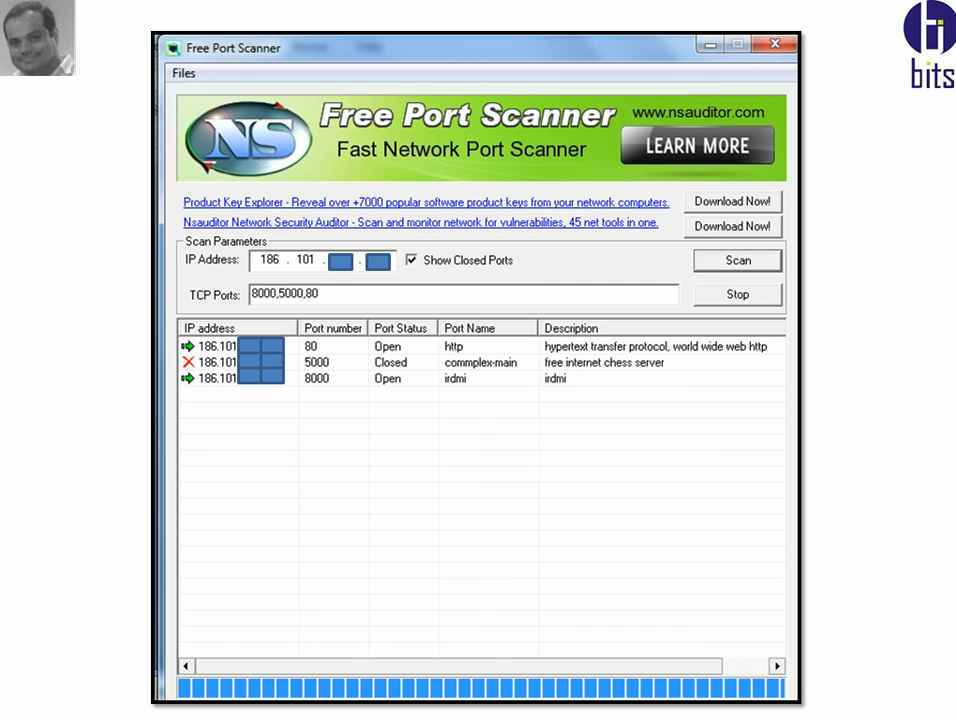 Free Port Scanner
bits
Files
NS Free Port Scanner www.nsauditor.com
Fast Network Port Scanner LEARN MORE
Product Key Explorer - Reveal over +7000 popular software product keys from your network computers. Download Now!
Nsauditor Network Security Auditor - Scan and monitor network for vulnerabilities, 45 net tools in one. Download Now!
Scan Parameters
IP Address: 186 . 101 . . Show Closed Ports Scan
TCP Ports: 8000,5000,80 Stop
IP address Port number Port Status Port Name Description
186.101 80 Open http hypertext transfer protocol, world wide web http
186.101 5000 Closed commplex-main free internet chess server
186.101 8000 Open irdmi irdmi